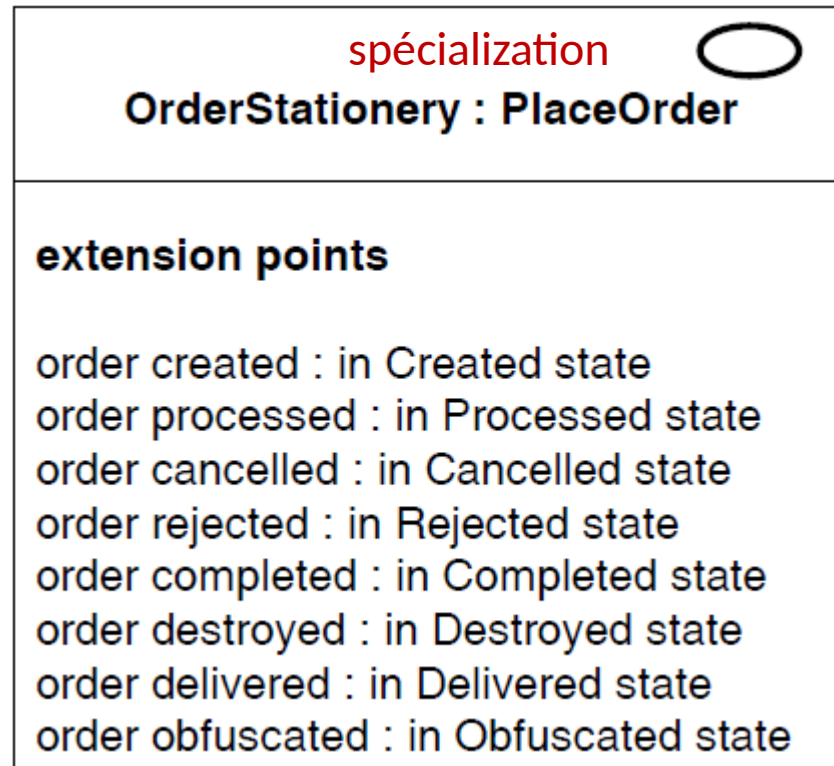 spécialization
OrderStationery : PlaceOrder
extension points
order created : in Created state
order processed : in Processed state
order cancelled : in Cancelled state
order rejected : in Rejected state
order completed : in Completed state
order destroyed : in Destroyed state
order delivered : in Delivered state
order obfuscated : in Obfuscated state